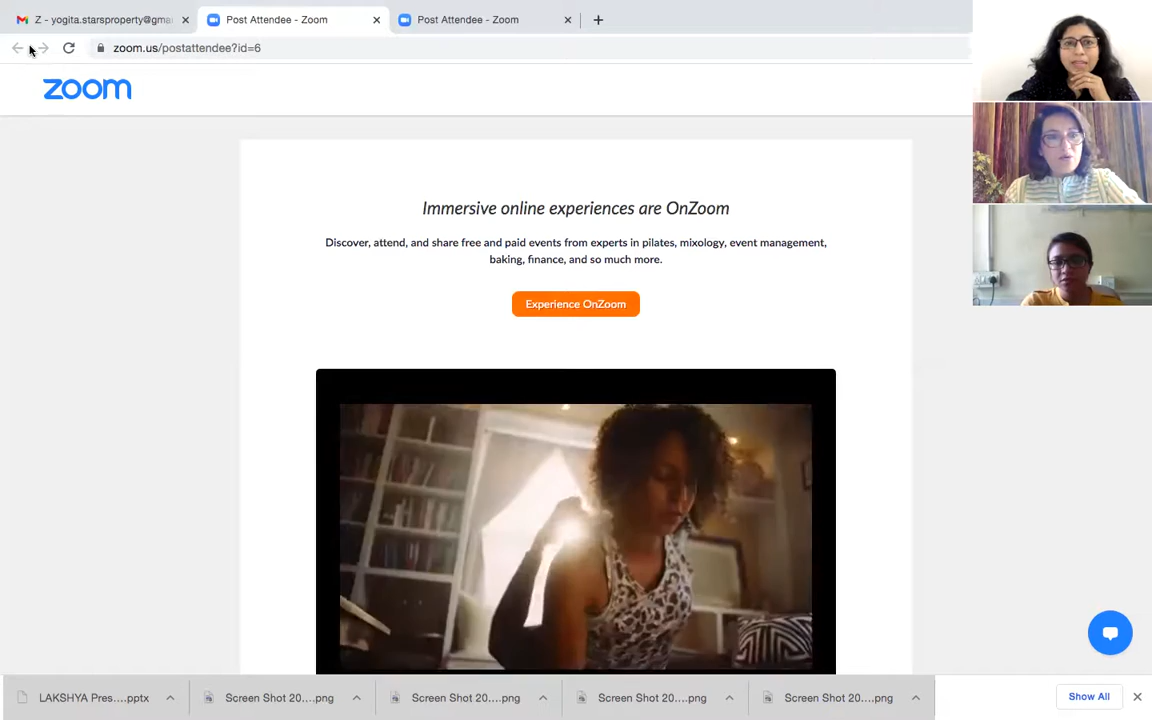 Z - yogita.starsproperty@gma
Post Attendee - Zoom
Post Attendee - Zoom
zoom.us/postattendee?id=6
zoom
Immersive online experiences are OnZoom
Discover, attend, and share free and paid events from experts in pilates, mixology, event management,
baking, finance, and so much more.
Experience OnZoom
LAKSHYA Pres....pptx
Screen Shot 20....png
Screen Shot 20....png
Screen Shot 20....png
Screen Shot 20....png
Show All